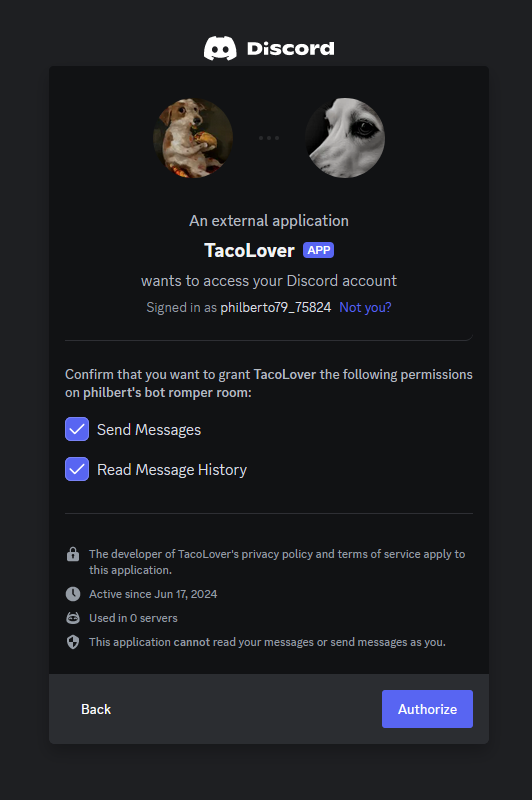 Discord
An external application
TacoLover APP
wants to access your Discord account
Signed in as philberto79_75824 Not you?
Confirm that you want to grant TacoLover the following permissions
on philbert's bot romper room:
Send Messages
Read Message History
The developer of TacoLover's privacy policy and terms of service apply to
this application.
Active since Jun 17, 2024
Used in 0 servers
This application cannot read your messages or send messages as you.
Back
Authorize